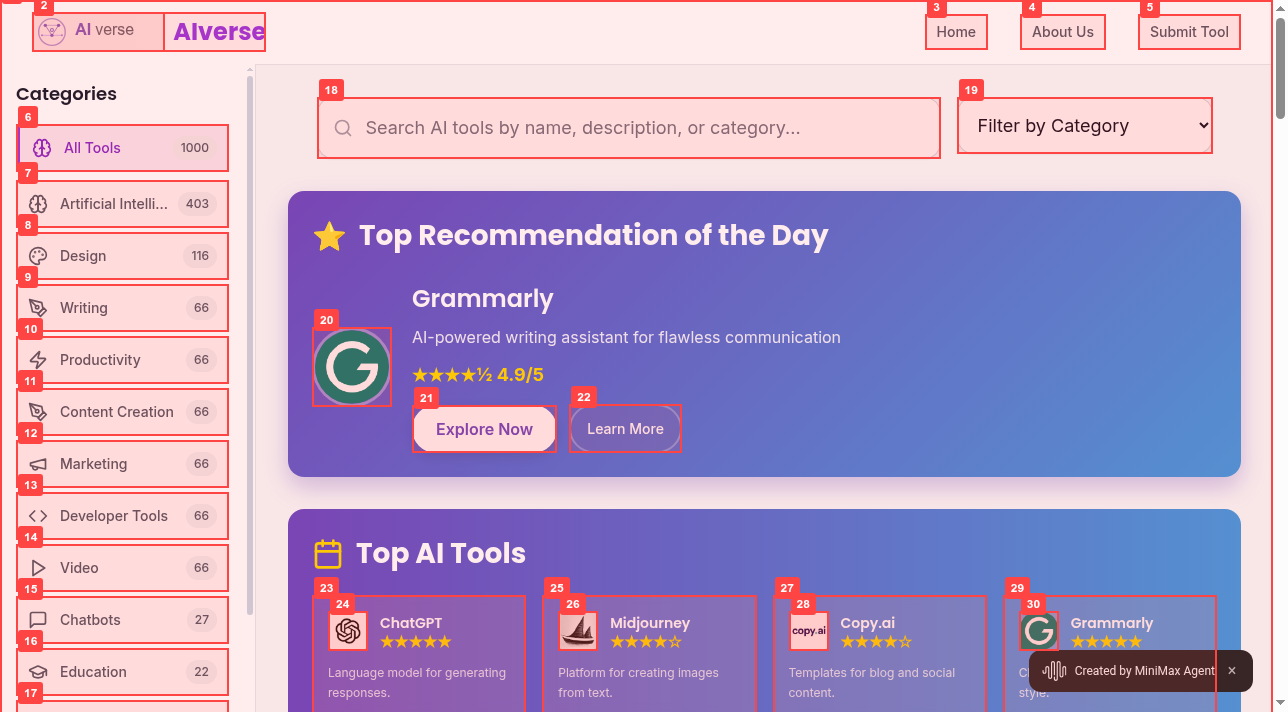 2
AI verse
AIverse
3
Home
4
About Us
5
Submit Tool
Categories
6
All Tools
1000
7
Artificial Intelli...
403
8
Design
116
9
Writing
66
10
Productivity
66
11
Content Creation
66
12
Marketing
66
13
Developer Tools
66
14
Video
66
15
Chatbots
27
16
Education
22
17
18
Search AI tools by name, description, or category...
19
Filter by Category
Top Recommendation of the Day
20
Grammarly
AI-powered writing assistant for flawless communication
★★★★½ 4.9/5
21
Explore Now
22
Learn More
Top AI Tools
23
24
ChatGPT
★★★★★
Language model for generating
responses.
25
26
Midjourney
★★★★☆
Platform for creating images
from text.
27
28
copy.ai
Copy.ai
★★★★☆
Templates for blog and social
content.
29
30
Grammarly
★★★★★
style.
Created by MiniMax Agent
×